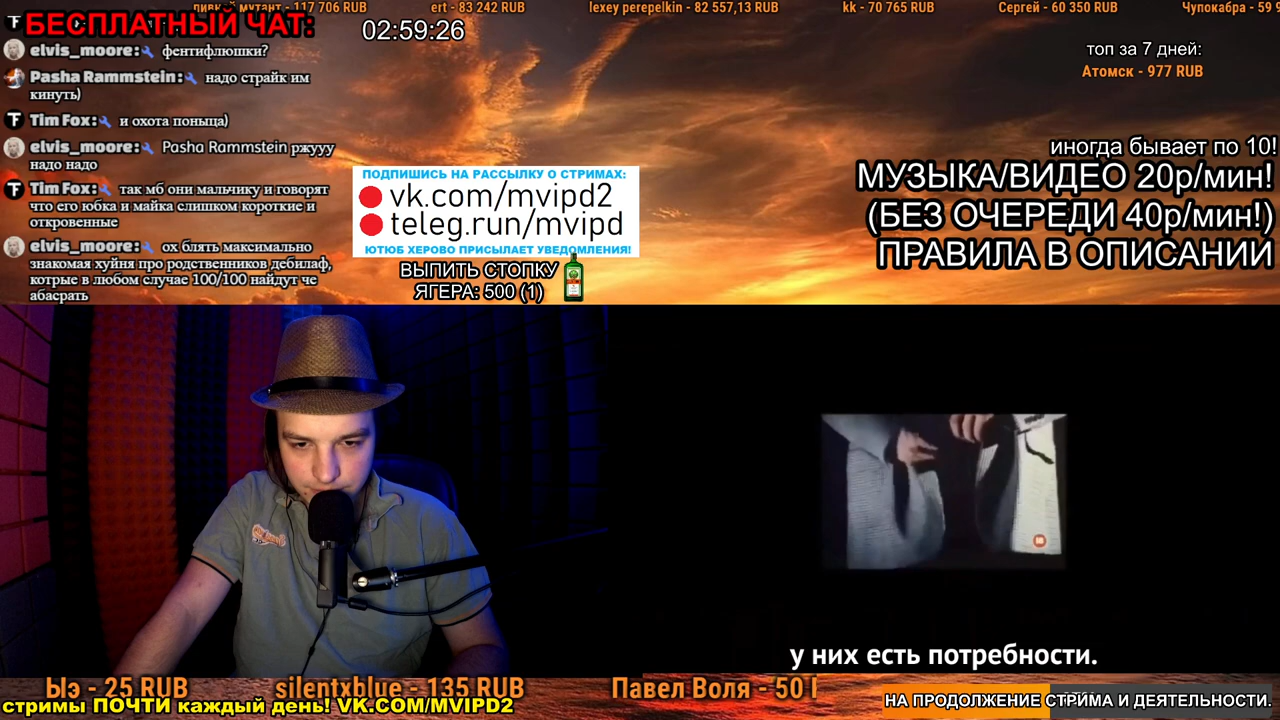 пивной мутант - 117 706 RUB
ert - 83 242 RUB
lexey perepelkin - 82 557,13 RUB
kk - 70 765 RUB
Сергей - 60 350 RUB
Чупокабра - 59 9
БЕСПЛАТНЫЙ ЧАТ:
02:59:26
elvis_moore: фентифлюшки?
Pasha Rammstein: надо страйк им
кинуть)
Tim Fox: и охота поныца)
elvis_moore: Pasha Rammstein ржууу
надо надо
Tim Fox: так мб они мальчику и говорят
что его юбка и майка слишком короткие и
откровенные
elvis_moore: ох блять максимально
знакомая хуйня про родственников дебилаф,
котрые в любом случае 100/100 найдут че
абасрать
ПОДПИШИСЬ НА РАССЫЛКУ О СТРИМАХ:
vk.com/mvipd2
teleg.run/mvipd
ЮТЮБ ХЕРОВО ПРИСЫЛАЕТ УВЕДОМЛЕНИЯ!
ВЫПИТЬ СТОПКУ
ЯГЕРА: 500 (1)
топ за 7 дней:
Атомск - 977 RUB
иногда бывает по 10!
МУЗЫКА/ВИДЕО 20р/мин!
(БЕЗ ОЧЕРЕДИ 40р/мин!)
ПРАВИЛА В ОПИСАНИИ
у них есть потребности.
Ыэ - 25 RUB
silentxblue - 135 RUB
Павел Воля - 50
стримы ПОЧТИ каждый день! VK.COM/MVIPD2
НА ПРОДОЛЖЕНИЕ СТРИМА И ДЕЯТЕЛЬНОСТИ.